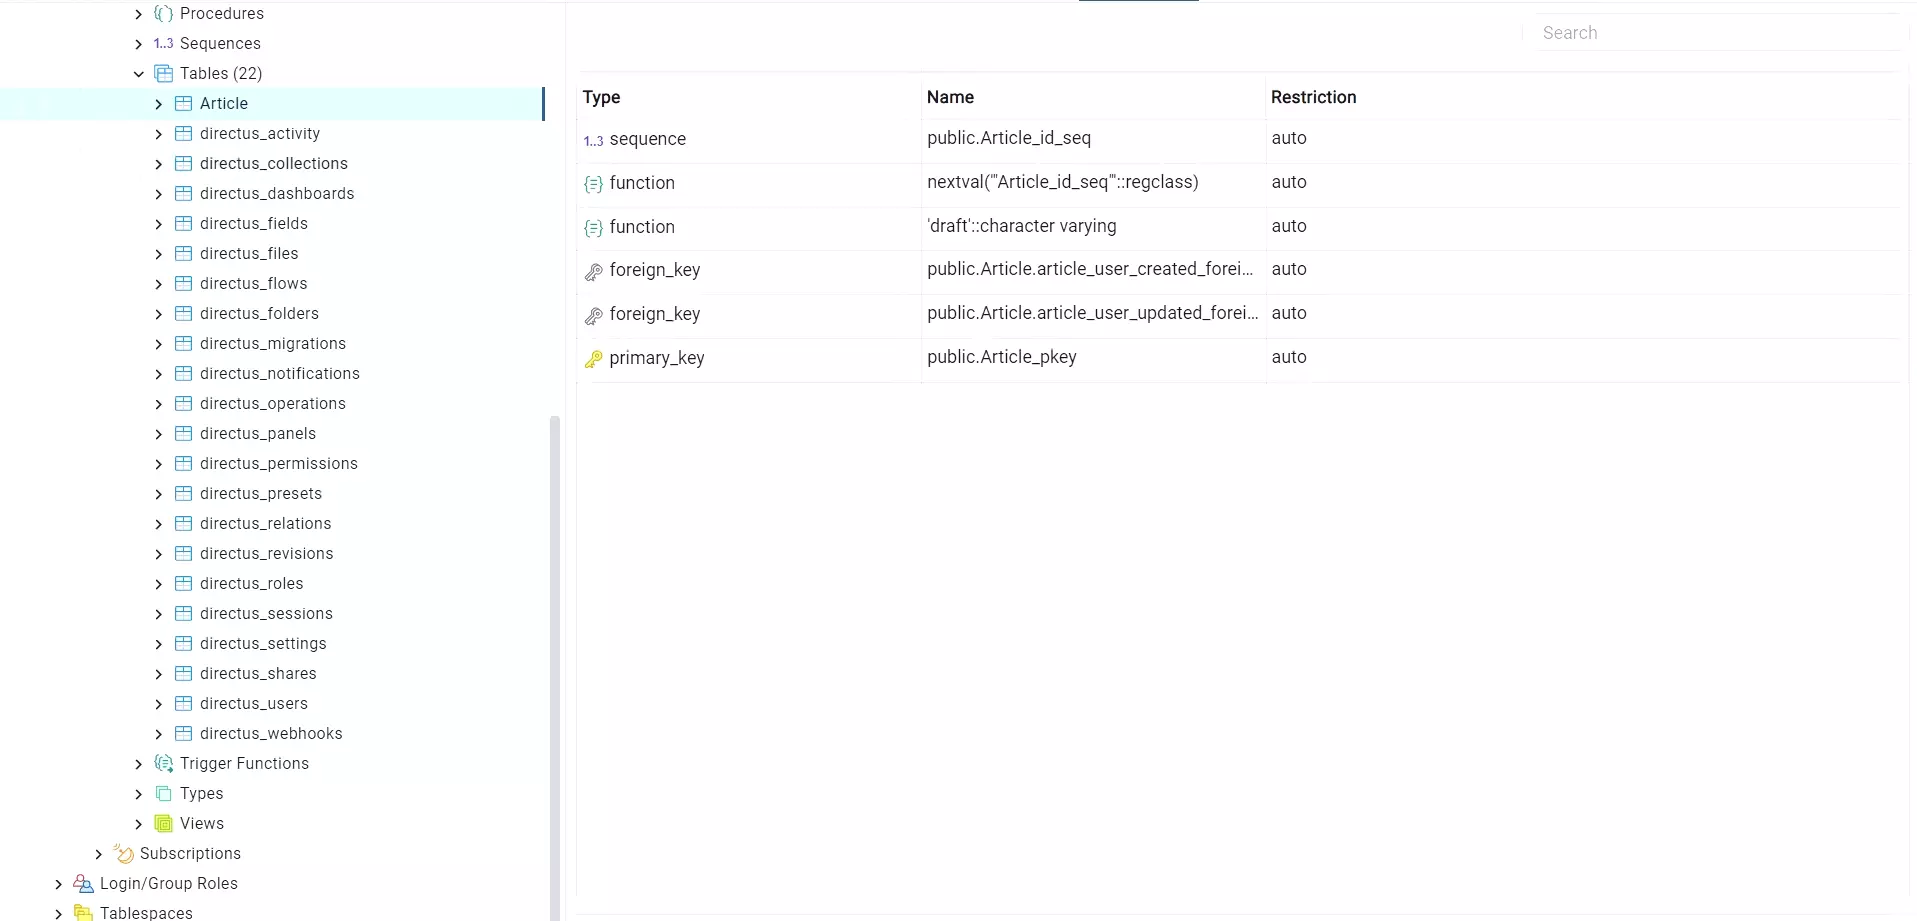 Procedures
1..3 Sequences
Tables (22)
Article
directus_activity
directus_collections
directus_dashboards
directus_fields
directus_files
directus_flows
directus_folders
directus_migrations
directus_notifications
directus_operations
directus_panels
directus_permissions
directus_presets
directus_relations
directus_revisions
directus_roles
directus_sessions
directus_settings
directus_shares
directus_users
directus_webhooks
Trigger Functions
Types
Views
Subscriptions
Login/Group Roles
Tablespaces
Search
Type Name Restriction
1..3 sequence public.Article_id_seq auto
function nextval('"Article_id_seq"'::regclass) auto
function 'draft'::character varying auto
foreign_key public.Article.article_user_created_forei... auto
foreign_key public.Article.article_user_updated_forei... auto
primary_key public.Article_pkey auto